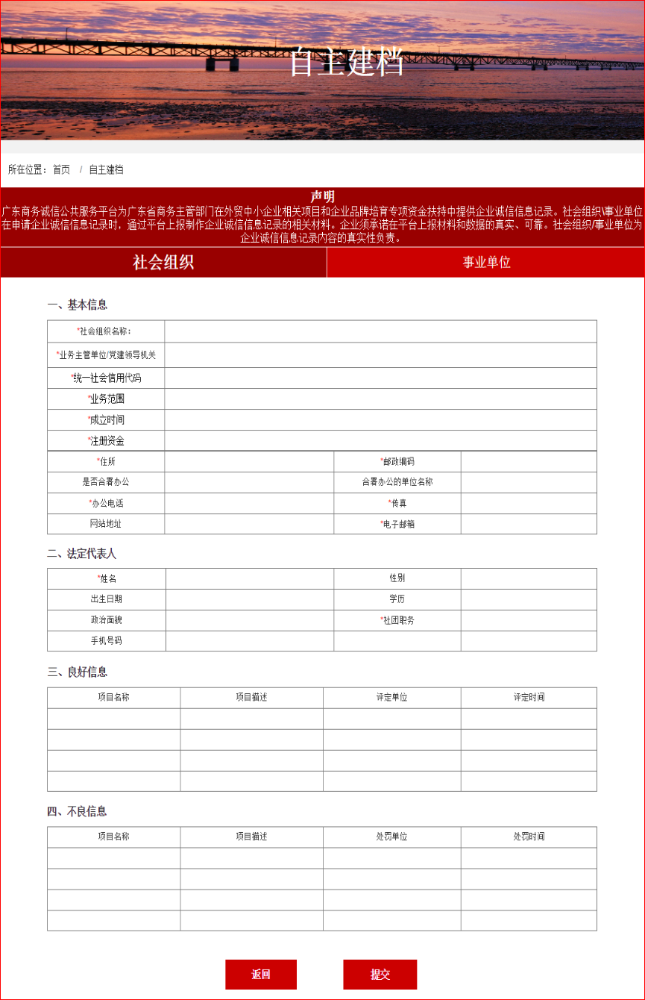 自主建档
所在位置： 首页 / 自主建档
声明
广东商务诚信公共服务平台为广东省商务主管部门在外贸中小企业相关项目和企业品牌培育专项资金扶持中提供企业诚信信息记录。社会组织\事业单位
在申请企业诚信信息记录时，通过平台上报制作企业诚信信息记录的相关材料。企业须承诺在平台上报材料和数据的真实、可靠。社会组织/事业单位为
企业诚信信息记录内容的真实性负责。
社会组织 事业单位
一、基本信息
*社会组织名称：
*业务主管单位/党建领导机关
*统一社会信用代码
*业务范围
*成立时间
*注册资金
*住所 *邮政编码
是否合署办公 合署办公的单位名称
*办公电话 *传真
网站地址 *电子邮箱
二、法定代表人
*姓名 性别
出生日期 学历
政治面貌 *社团职务
手机号码
三、良好信息
项目名称 项目描述 评定单位 评定时间
四、不良信息
项目名称 项目描述 处罚单位 处罚时间
返回 提交